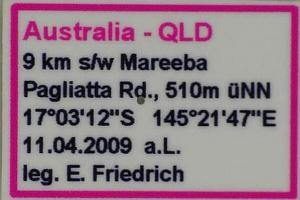 Australia - QLD
9 km s/w Mareeba
Pagliatta Rd., 510m üNN
17°03'12"S 145°21'47"E
11.04.2009 a.L.
leg. E. Friedrich